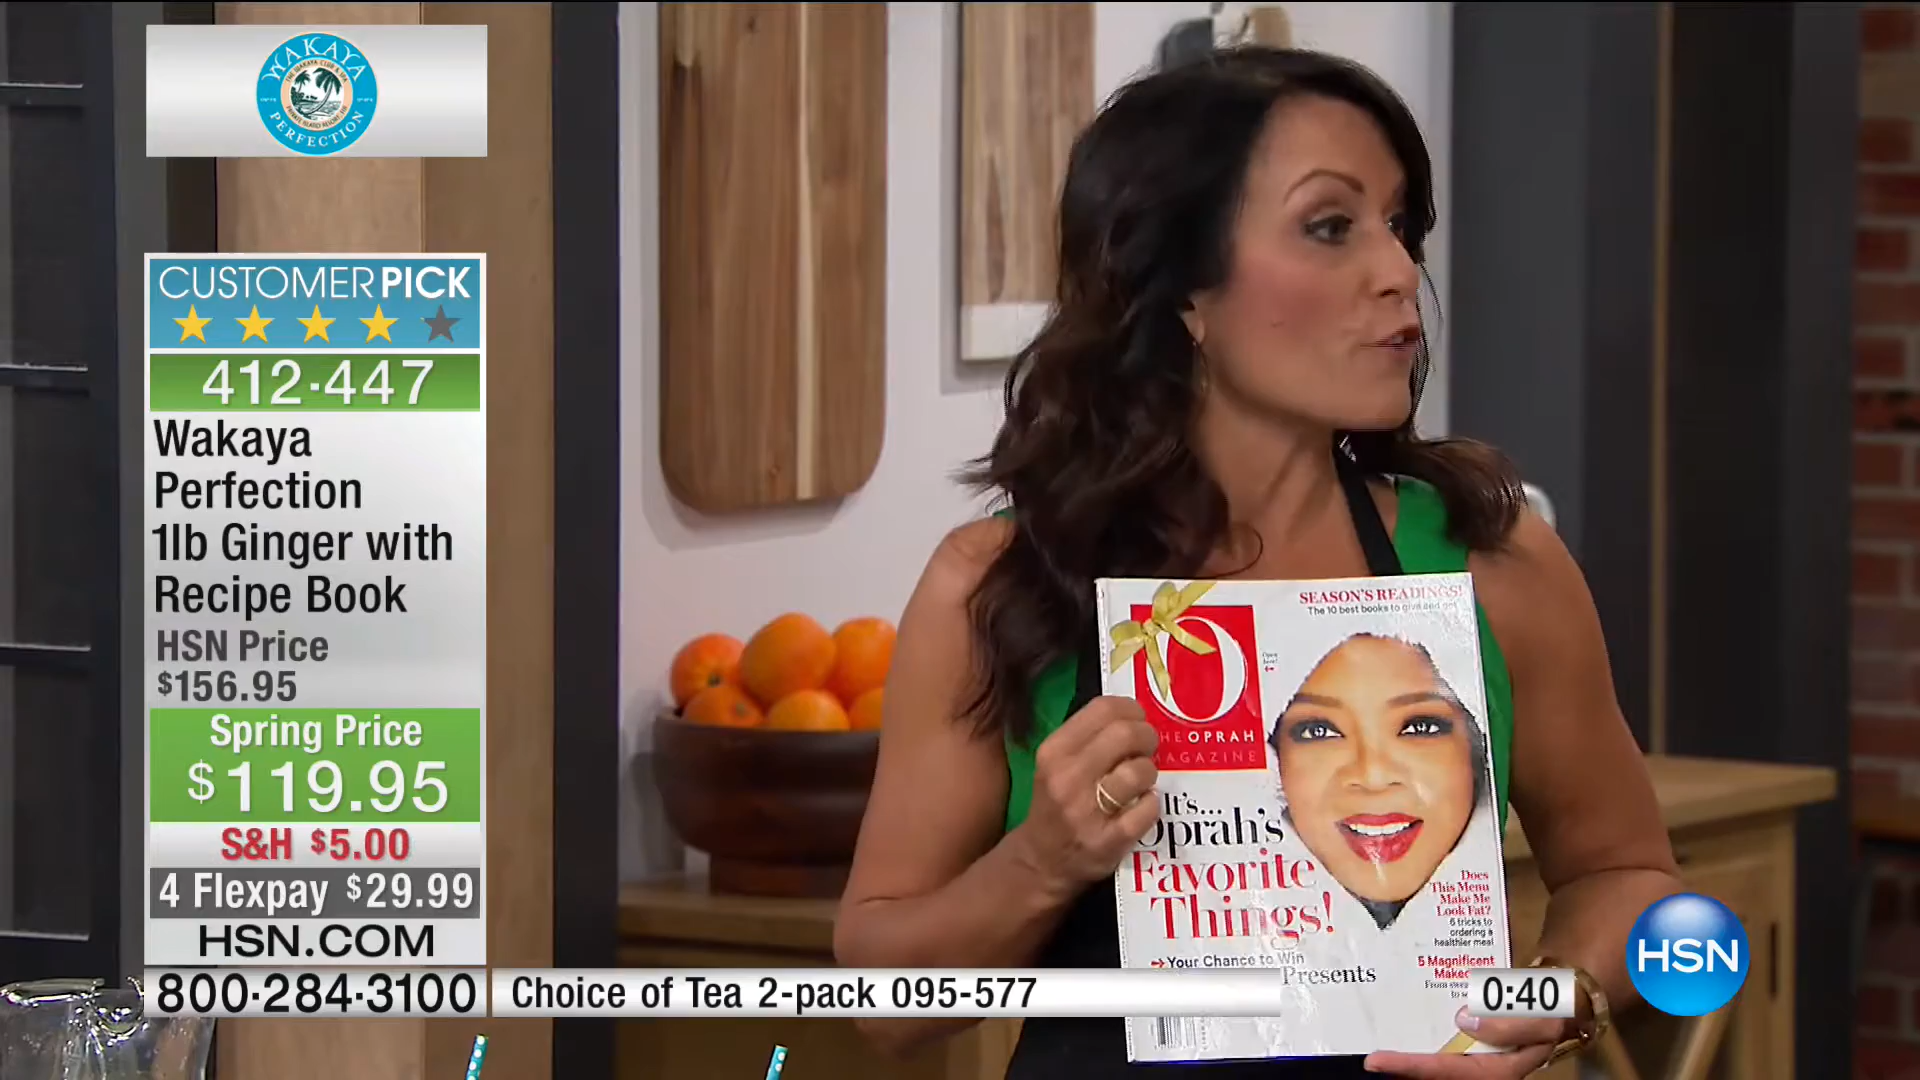 WAKAYA
PERFECTION
CUSTOMER PICK
412·447
Wakaya
Perfection
1lb Ginger with
Recipe Book
HSN Price
$156.95
Spring Price
$119.95
S&H $5.00
4 Flexpay $29.99
HSN.COM
800·284·3100
Choice of Tea 2-pack 095-577
0:40
HSN
SEASON'S READINGS!
The 10 best books to give and get
O
THE OPRAH
MAGAZINE
It's...
Oprah's
Favorite
Things!
→Your Chance to Win
Presents
Does
This Menu
Make Me
Look Fat?
6 tricks to
ordering a
healthier meal
5 Magnificent